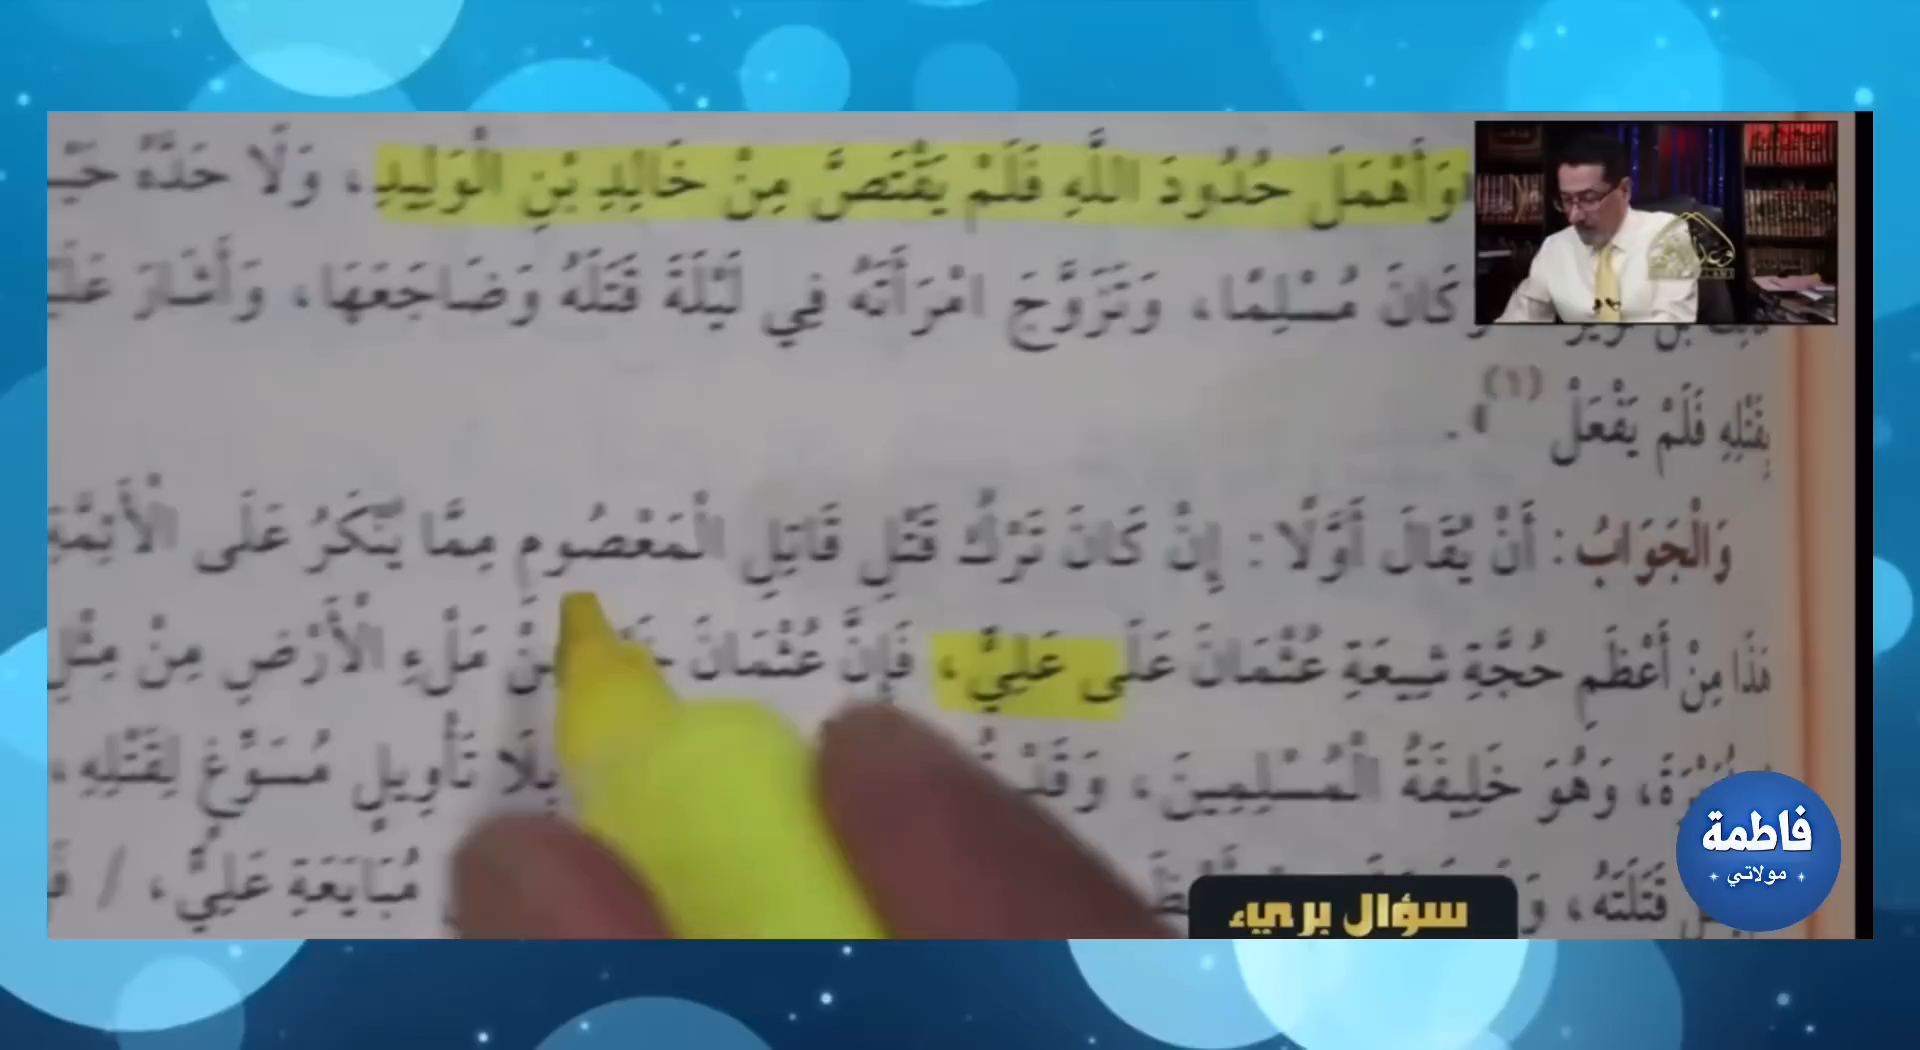 وَأَهْمَلَ حُدُودَ اللَّهِ فَلَمْ يَقْتَصَّ مِنْ خَالِدِ بْنِ الْوَلِيدِ، وَلَا حَدَّهُ
وَكَانَ مُسْلِمًا، وَتَزَوَّجَ امْرَأَتَهُ فِي لَيْلَةَ قَتَلَهُ وَضَاجَعَهَا، وَأَشَارَ
بِقَتْلِهِ فَلَمْ يَفْعَلْ (١) .
وَالْجَوَابُ: أَنْ يُقَالَ أَوَّلًا: إِنْ كَانَ تَرْكُ قَتْلِ قَاتِلِ الْمَعْصُومِ مِمَّا يُنْكَرُ عَلَى الْأَئِمَّةِ
هَذَا مِنْ أَعْظَمِ حُجَّةِ شِيعَةِ عُثْمَانَ عَلَى عَلِيٍّ، فَإِنَّ عُثْمَانَ مِنْ مَلْءِ الْأَرْضِ مِنْ مِثْلِ
وَهُوَ خَلِيفَةُ الْمُسْلِمِينَ، بِلَا تَأْوِيلٍ مُسَوِّغٍ لِقَتْلِهِ،
قَتَلَتَهُ، مُبَايَعَةِ عَلِيٍّ، /
فاطمة
مولاتي
سؤال بريء